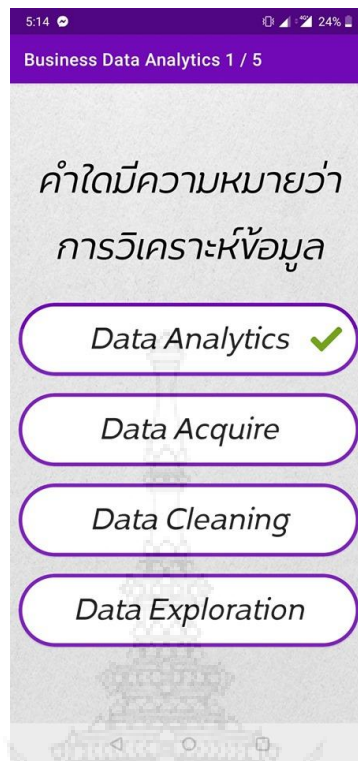 5:14 4G 24%
Business Data Analytics 1 / 5
คำใดมีความหมายว่า
การวิเคราะห์ข้อมูล
Data Analytics
Data Acquire
Data Cleaning
Data Exploration